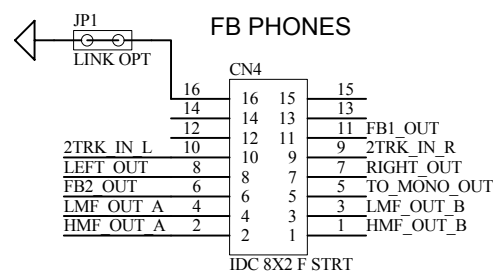 JP1
FB PHONES
LINK OPT
CN4
16 16 15 15
14 14 13 13
12 12 11 11 FB1_OUT
2TRK_IN_L 10 10 9 9 2TRK_IN_R
LEFT_OUT 8 8 7 7 RIGHT_OUT
FB2_OUT 6 6 5 5 TO_MONO_OUT
LMF_OUT_A 4 4 3 3 LMF_OUT_B
HMF_OUT_A 2 2 1 1 HMF_OUT_B
IDC 8X2 F STRT